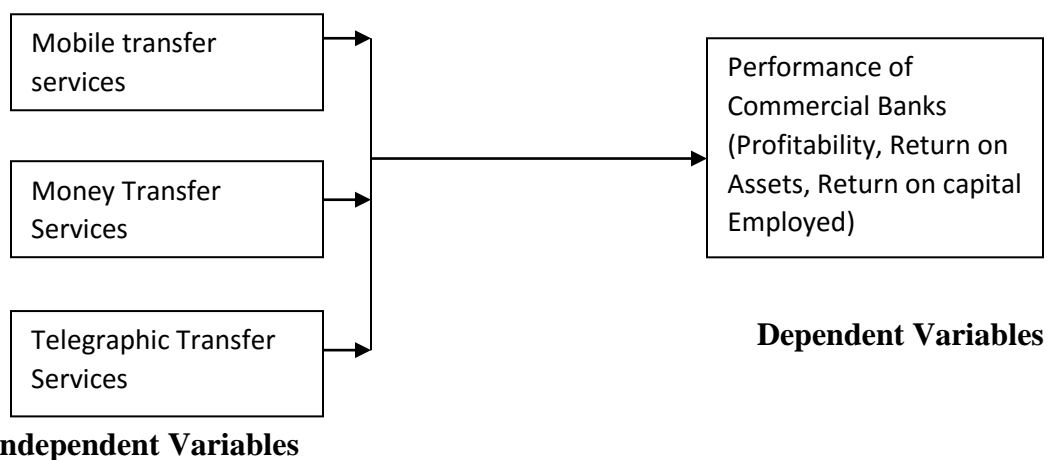 Mobile transfer
services
Money Transfer
Services
Telegraphic Transfer
Services
ndependent Variables
Performance of
Commercial Banks
(Profitability, Return on
Assets, Return on capital
Employed)
Dependent Variables